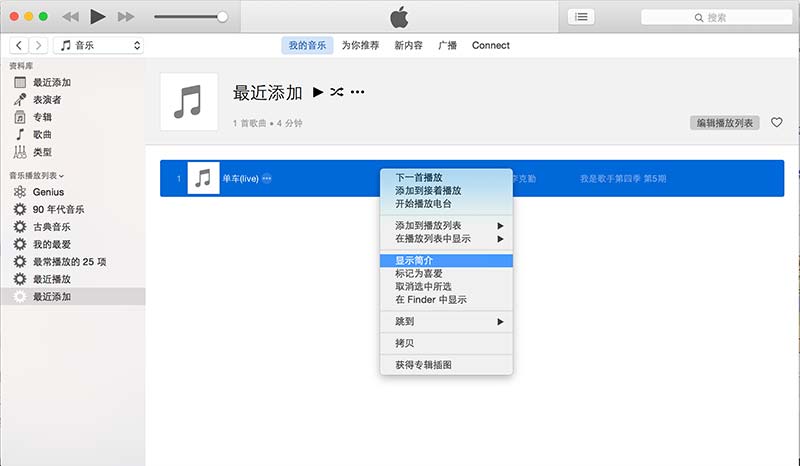 搜索
音乐
我的音乐 为你推荐 新内容 广播 Connect
资料库
最近添加
表演者
专辑
歌曲
类型
音乐播放列表
Genius
90 年代音乐
古典音乐
我的最爱
最常播放的 25 项
最近播放
最近添加
最近添加
1 首歌曲 • 4 分钟
编辑播放列表
1 单车(live) 李克勤 我是歌手第四季 第5期
下一首播放
添加到接着播放
开始播放电台
添加到播放列表
在播放列表中显示
显示简介
标记为喜爱
取消选中所选
在 Finder 中显示
跳到
拷贝
获得专辑插图